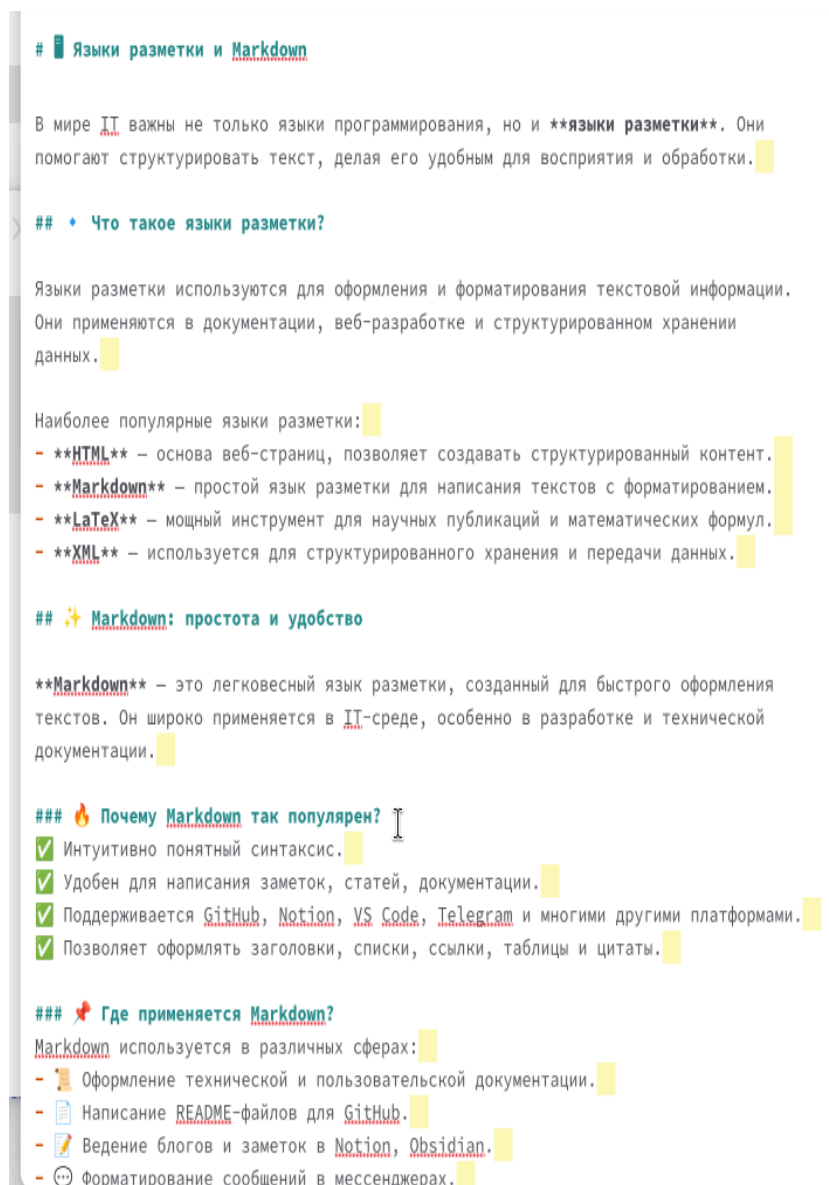 # 🖥 Языки разметки и Markdown
В мире IT важны не только языки программирования, но и **языки разметки**. Они
помогают структурировать текст, делая его удобным для восприятия и обработки.
## 🔹 Что такое языки разметки?
Языки разметки используются для оформления и форматирования текстовой информации.
Они применяются в документации, веб-разработке и структурированном хранении
данных.
Наиболее популярные языки разметки:
- **HTML** — основа веб-страниц, позволяет создавать структурированный контент.
- **Markdown** — простой язык разметки для написания текстов с форматированием.
- **LaTeX** — мощный инструмент для научных публикаций и математических формул.
- **XML** — используется для структурированного хранения и передачи данных.
## ✨ Markdown: простота и удобство
**Markdown** — это легковесный язык разметки, созданный для быстрого оформления
текстов. Он широко применяется в IT-среде, особенно в разработке и технической
документации.
### 🔥 Почему Markdown так популярен?
✅ Интуитивно понятный синтаксис.
✅ Удобен для написания заметок, статей, документации.
✅ Поддерживается GitHub, Notion, VS Code, Telegram и многими другими платформами.
✅ Позволяет оформлять заголовки, списки, ссылки, таблицы и цитаты.
### 📌 Где применяется Markdown?
Markdown используется в различных сферах:
- 📜 Оформление технической и пользовательской документации.
- 📄 Написание README-файлов для GitHub.
- 📝 Ведение блогов и заметок в Notion, Obsidian.
- 💬 Форматирование сообщений в мессенджерах.